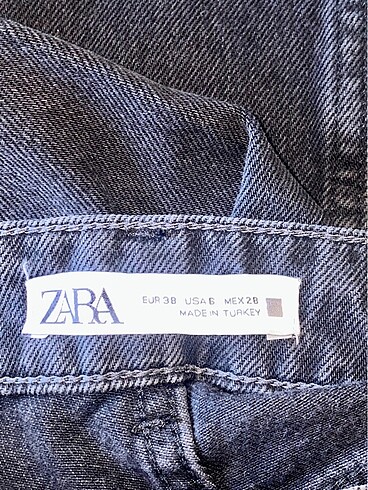 ZARA
EUR 38 USA 6 MEX 28
MADE IN TURKEY